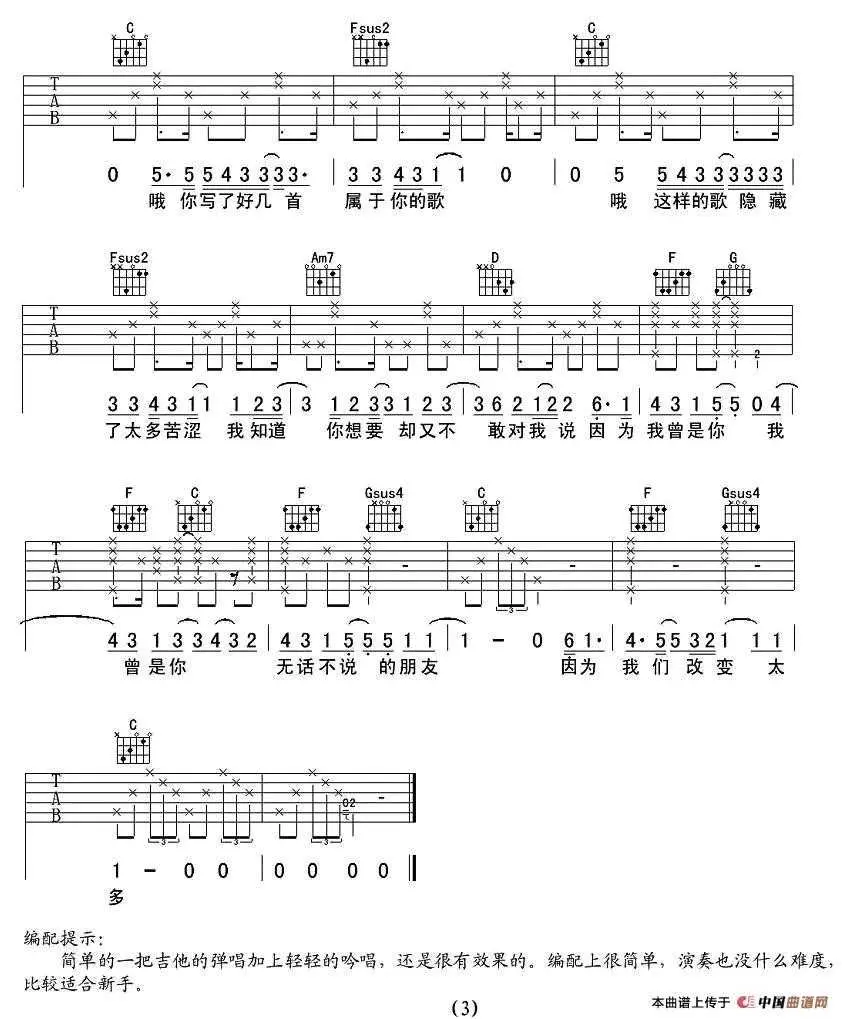 C Fsus2 C
T A B
0 5· 5 5 4 3 3 3 3· | 3 3 4 3 1 1 0 | 0 5 5 4 3 3 3 3 3 3
哦 你写了好几 首 属 于 你的歌 哦 这样的歌 隐 藏
Fsus2 Am7 D F G
T A B
2
3 3 4 3 1 1 1 2 3 | 3 1 2 3 3 1 2 3 | 3 6 2 1 2 2 6· 1 | 4 3 1 5 5 0 4
了太多苦涩 我知道 你想要 却又不 敢对我 说 因 为 我曾是你 我
F C F Gsus4 C F Gsus4
T A B
3
4 3 1 3 3 4 3 2 | 4 3 1 5 5 5 1 1 | 1 - 0 6 1· | 4· 5 5 3 2 1 1 1
曾 是你 无话不说 的朋友 因为 我 们 改 变 太
C
T A B
3 3 3 02
1 - 0 0 | 0 0 0 0
多
编配提示：
简单的一把吉他的弹唱加上轻轻的吟唱，还是很有效果的。编配上很简单，演奏也没什么难度，
比较适合新手。
(3)
本曲谱上传于 中国曲谱网